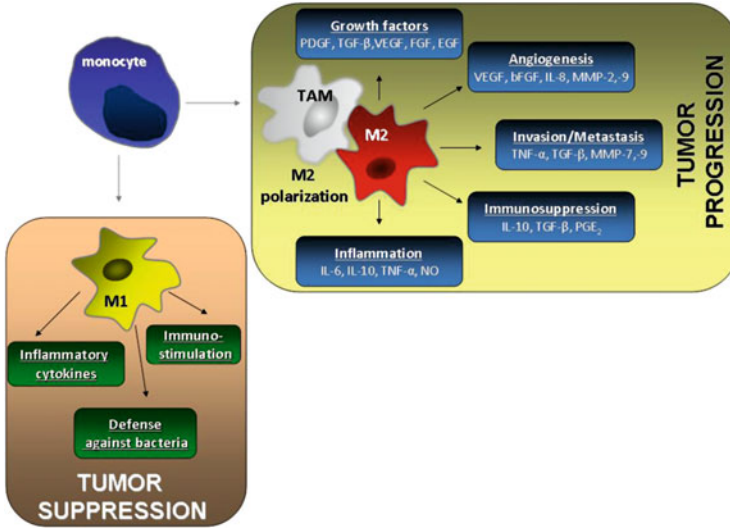 monocyte
Growth factors
PDGF, TGF-β,VEGF, FGF, EGF
Angiogenesis
VEGF, bFGF, IL-8, MMP-2,-9
TAM
M2
M2
polarization
Invasion/Metastasis
TNF-α, TGF-β, MMP-7,-9
Immunosuppression
IL-10, TGF-β, PGE₂
Inflammation
IL-6, IL-10, TNF-α, NO
TUMOR
PROGRESSION
M1
Immuno-
stimulation
Inflammatory
cytokines
Defense
against bacteria
TUMOR
SUPPRESSION